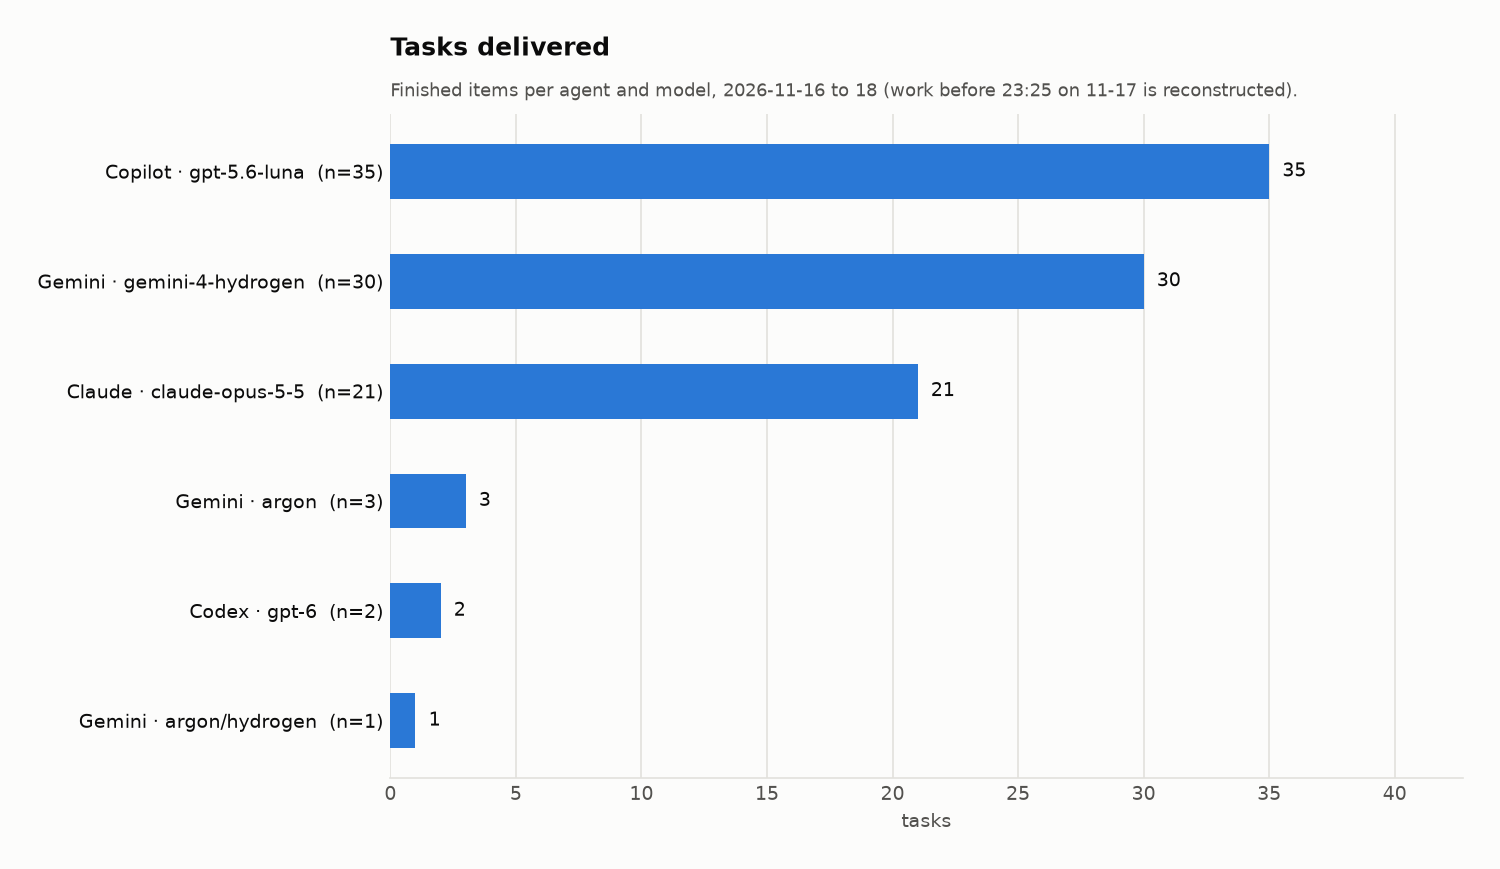 Tasks delivered
Finished items per agent and model, 2026-11-16 to 18 (work before 23:25 on 11-17 is reconstructed).
Copilot · gpt-5.6-luna (n=35) 35
Gemini · gemini-4-hydrogen (n=30) 30
Claude · claude-opus-5-5 (n=21) 21
Gemini · argon (n=3) 3
Codex · gpt-6 (n=2) 2
Gemini · argon/hydrogen (n=1) 1
0 5 10 15 20 25 30 35 40
tasks